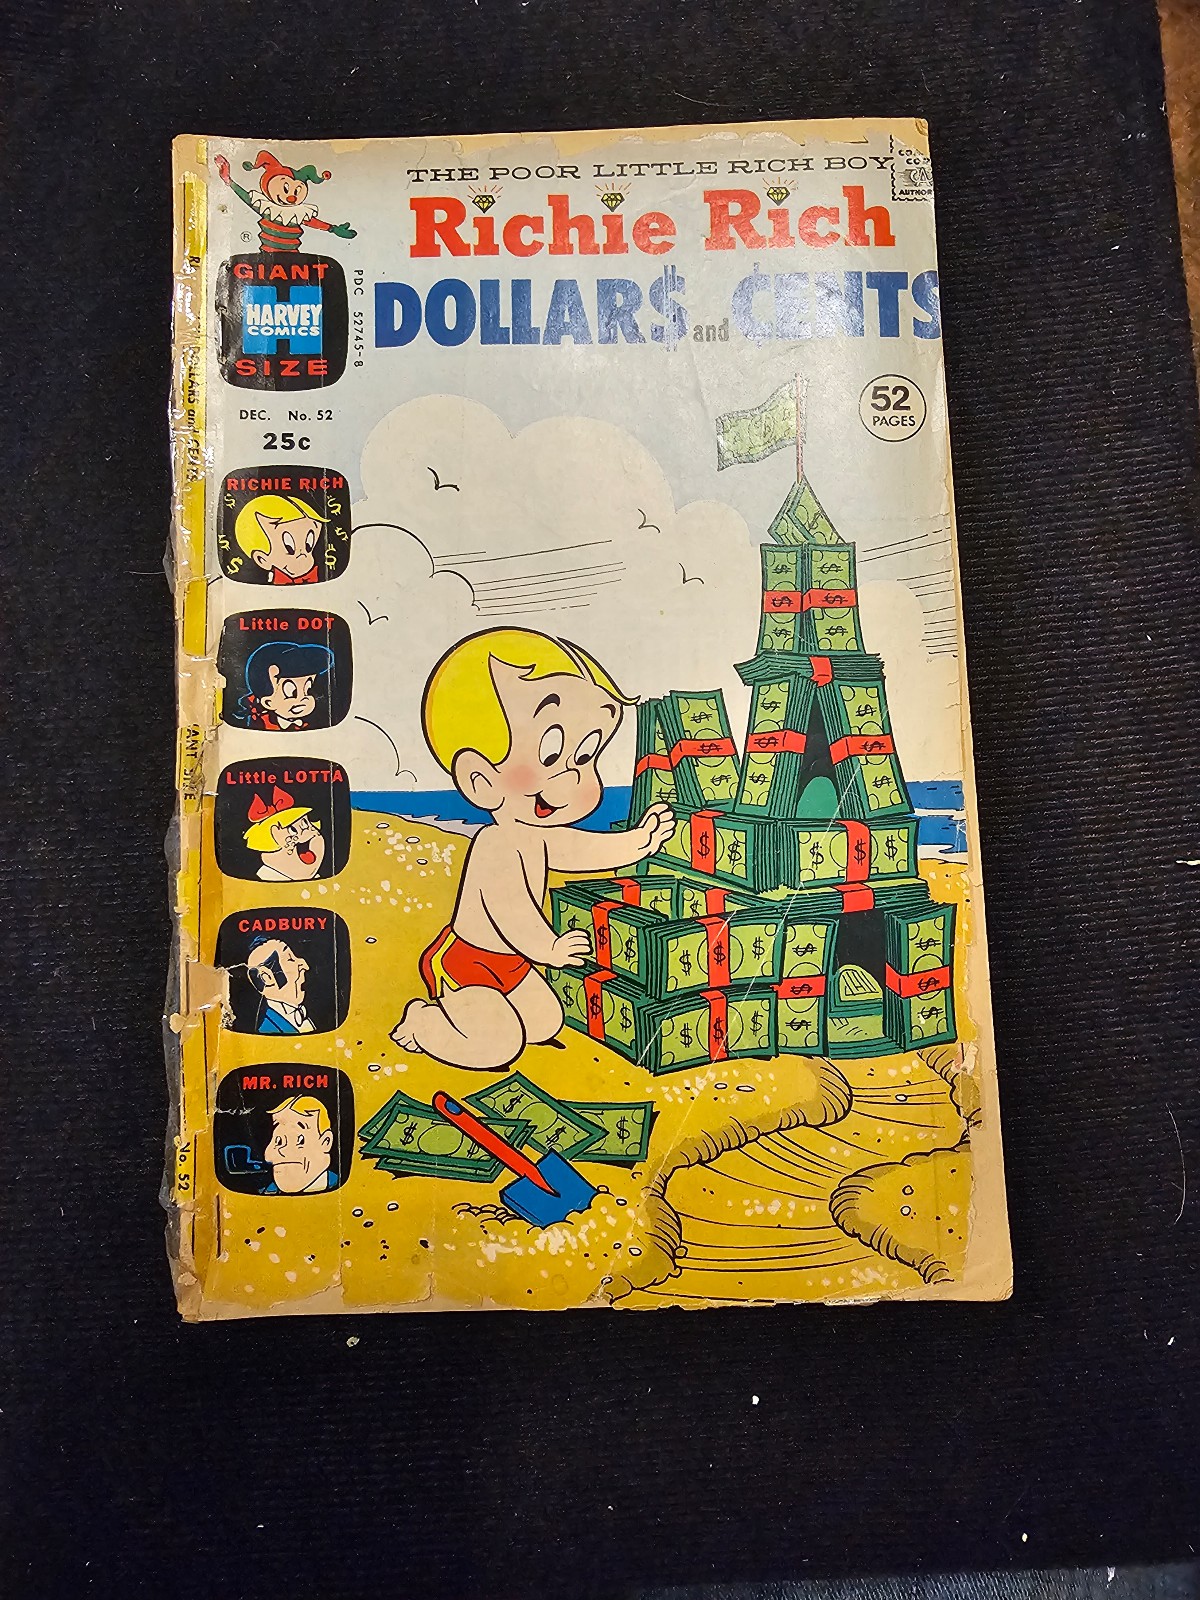 THE POOR LITTLE RICH BOY
Richie Rich
DOLLAR$ and ¢ENTS
AUTHOR
GIANT
HARVEY
COMICS
SIZE
®
PDC 52745-8
DEC. No. 52
25c
52
PAGES
RICHIE RICH
Little DOT
Little LOTTA
CADBURY
MR. RICH
No. 52